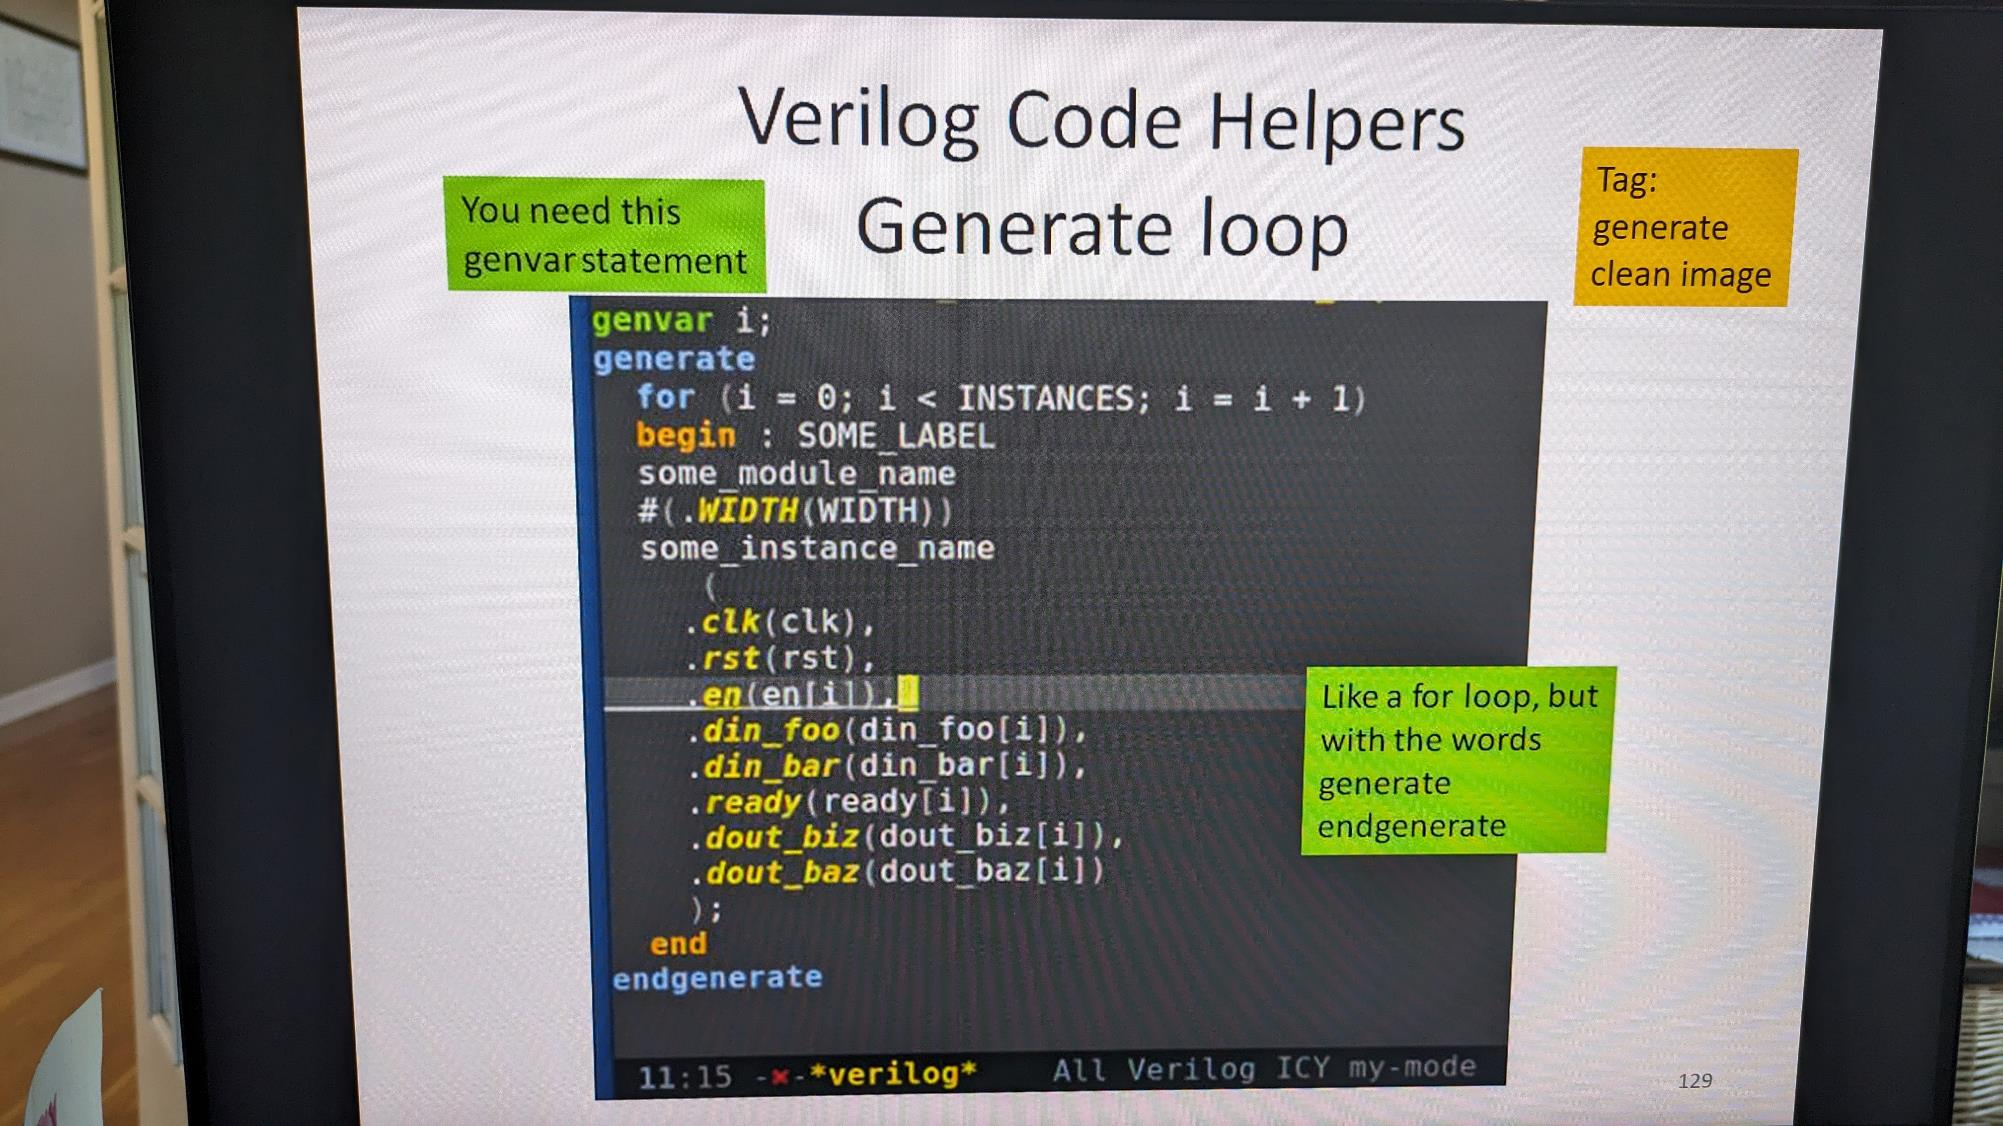 Verilog Code Helpers
Generate loop
You need this
genvar statement
Tag:
generate
clean image
genvar i;
generate
for (i = 0; i < INSTANCES; i = i + 1)
begin : SOME_LABEL
some_module_name
#(.WIDTH(WIDTH))
some_instance_name
(
.clk(clk),
.rst(rst),
.en(en[i]),
.din_foo(din_foo[i]),
.din_bar(din_bar[i]),
.ready(ready[i]),
.dout_biz(dout_biz[i]),
.dout_baz(dout_baz[i])
);
end
endgenerate
Like a for loop, but
with the words
generate
endgenerate
11:15 -x-*verilog* All Verilog ICY my-mode
129